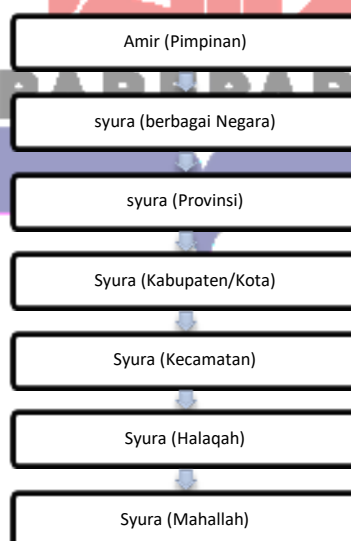 Amir (Pimpinan)
syura (berbagai Negara)
syura (Provinsi)
Syura (Kabupaten/Kota)
Syura (Kecamatan)
Syura (Halaqah)
Syura (Mahallah)